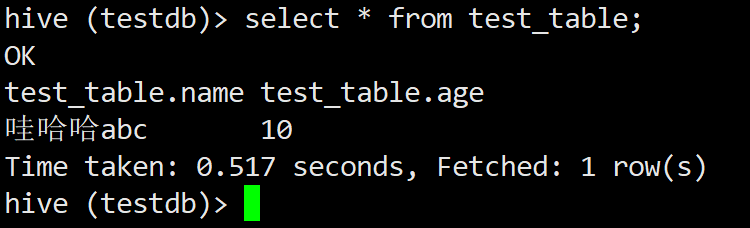 hive (testdb)> select * from test_table;
OK
test_table.name test_table.age
哇哈哈abc       10
Time taken: 0.517 seconds, Fetched: 1 row(s)
hive (testdb)>